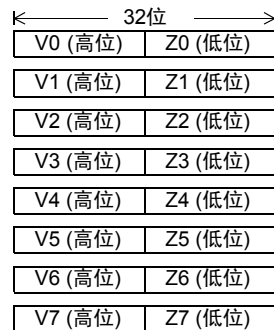 32位
V0 (高位) Z0 (低位)
V1 (高位) Z1 (低位)
V2 (高位) Z2 (低位)
V3 (高位) Z3 (低位)
V4 (高位) Z4 (低位)
V5 (高位) Z5 (低位)
V6 (高位) Z6 (低位)
V7 (高位) Z7 (低位)